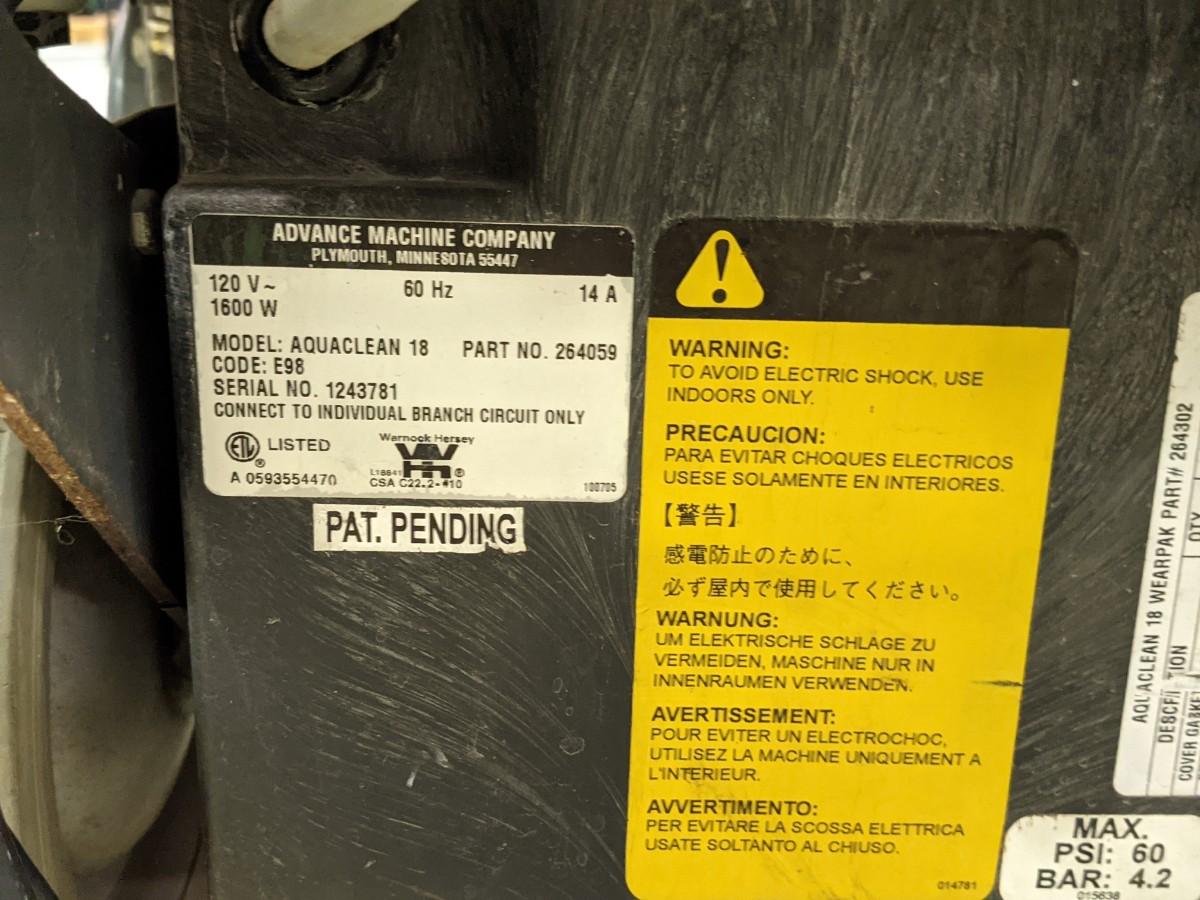 ADVANCE MACHINE COMPANY
PLYMOUTH, MINNESOTA 55447
120 V~ 60 Hz 14 A
1600 W
MODEL: AQUACLEAN 18 PART NO. 264059
CODE: E98
SERIAL NO. 1243781
CONNECT TO INDIVIDUAL BRANCH CIRCUIT ONLY
ETL ® LISTED
A 0593554470
Warnock Hersey
WH ®
CSA C22.2-#10
100705
PAT. PENDING
WARNING:
TO AVOID ELECTRIC SHOCK, USE
INDOORS ONLY.
PRECAUCION:
PARA EVITAR CHOQUES ELECTRICOS
USESE SOLAMENTE EN INTERIORES.
【警告】
感電防止のために、
必ず屋内で使用してください。
WARNUNG:
UM ELEKTRISCHE SCHLAGE ZU
VERMEIDEN, MASCHINE NUR IN
INNENRAUMEN VERWENDEN.
AVERTISSEMENT:
POUR EVITER UN ELECTROCHOC,
UTILISEZ LA MACHINE UNIQUEMENT A
L'INTERIEUR.
AVVERTIMENTO:
PER EVITARE LA SCOSSA ELETTRICA
USATE SOLTANTO AL CHIUSO.
014781
AQUACLEAN 18 WEARPAK PART# 264302
QTY
COVER GASKET
MAX.
PSI: 60
BAR: 4.2
015638